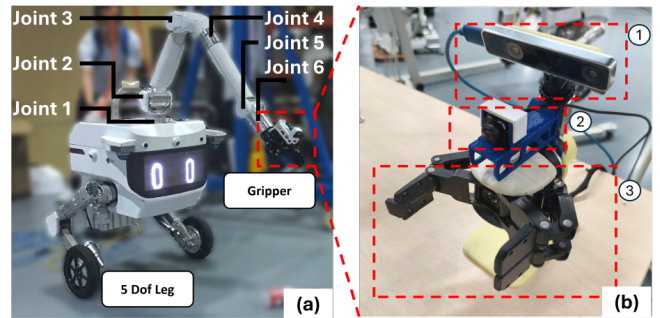 Joint 3
Joint 4
Joint 5
Joint 2
Joint 6
Joint 1
Gripper
5 Dof Leg
(a)
1
2
3
(b)